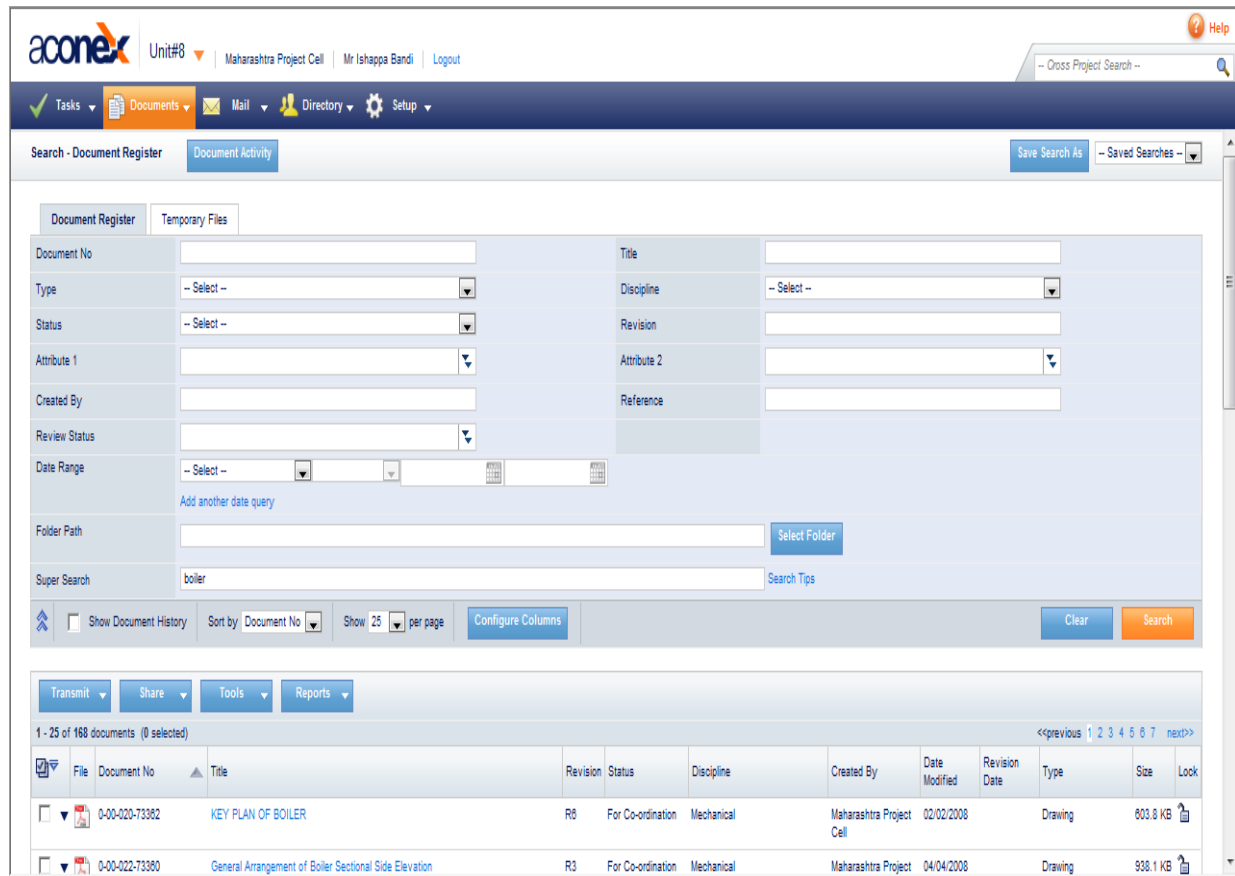 Help
aconex Unit#8 Maharashtra Project Cell Mr Ishappa Bandi Logout
-- Cross Project Search --
Tasks Documents Mail Directory Setup
Search - Document Register Document Activity Save Search As -- Saved Searches --
Document Register Temporary Files
Document No Title
Type -- Select -- Discipline -- Select --
Status -- Select -- Revision
Attribute 1 Attribute 2
Created By Reference
Review Status
Date Range -- Select --
Add another date query
Folder Path Select Folder
Super Search boiler Search Tips
Show Document History Sort by Document No Show 25 per page Configure Columns Clear Search
Transmit Share Tools Reports
1 - 25 of 168 documents (0 selected) <<previous 1 2 3 4 5 6 7 next>>
File Document No Title Revision Status Discipline Created By Date Modified Revision Date Type Size Lock
0-00-020-73362 KEY PLAN OF BOILER R6 For Co-ordination Mechanical Maharashtra Project Cell 02/02/2008 Drawing 603.8 KB
0-00-022-73360 General Arrangement of Boiler Sectional Side Elevation R3 For Co-ordination Mechanical Maharashtra Project 04/04/2008 Drawing 938.1 KB